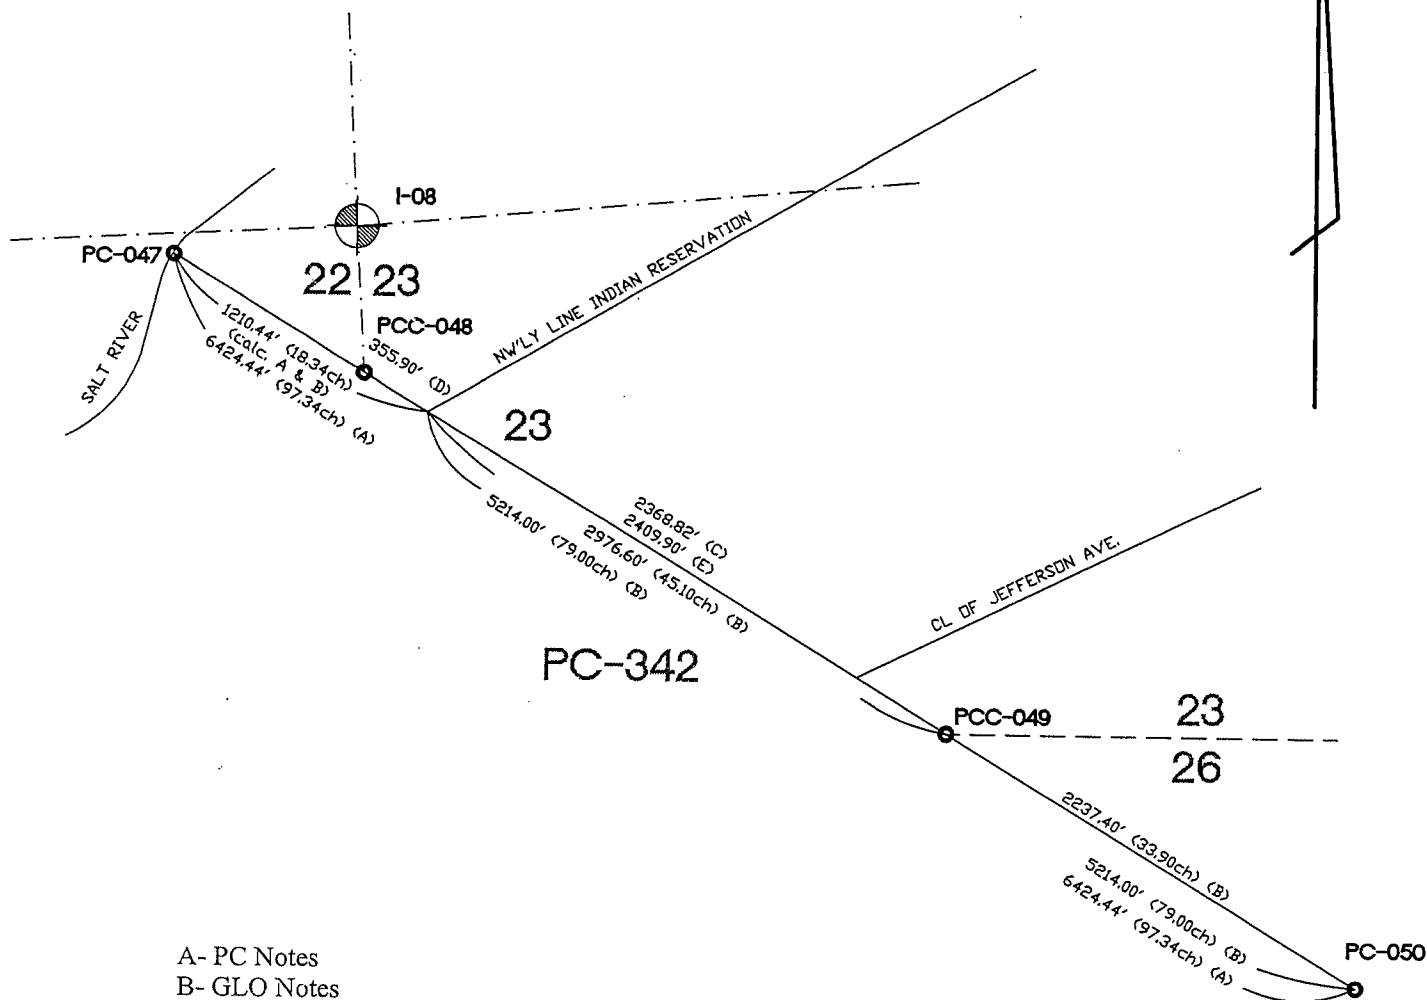 I-08
PC-047
22 23
PCC-048
NW'LY LINE INDIAN RESERVATION
SALT RIVER
1210.44' (18.34ch)
(calc. A & B)
6424.44' (97.34ch) (A)
355.90' (D)
23
2368.82' (C)
2409.90' (E)
2976.60' (45.10ch) (B)
5214.00' (79.00ch) (B)
CL OF JEFFERSON AVE.
PC-342
PCC-049
23
26
2237.40' (33.90ch) (B)
5214.00' (79.00ch) (B)
6424.44' (97.34ch) (A)
PC-050
A- PC Notes
B- GLO Notes